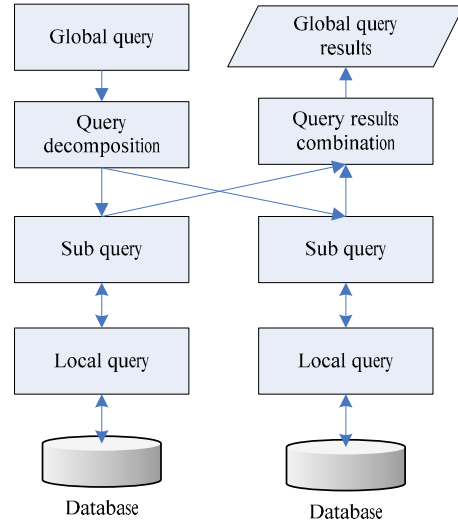 Global query
Global query
results
Query
decomposition
Query results
combination
Sub query
Sub query
Local query
Local query
Database
Database